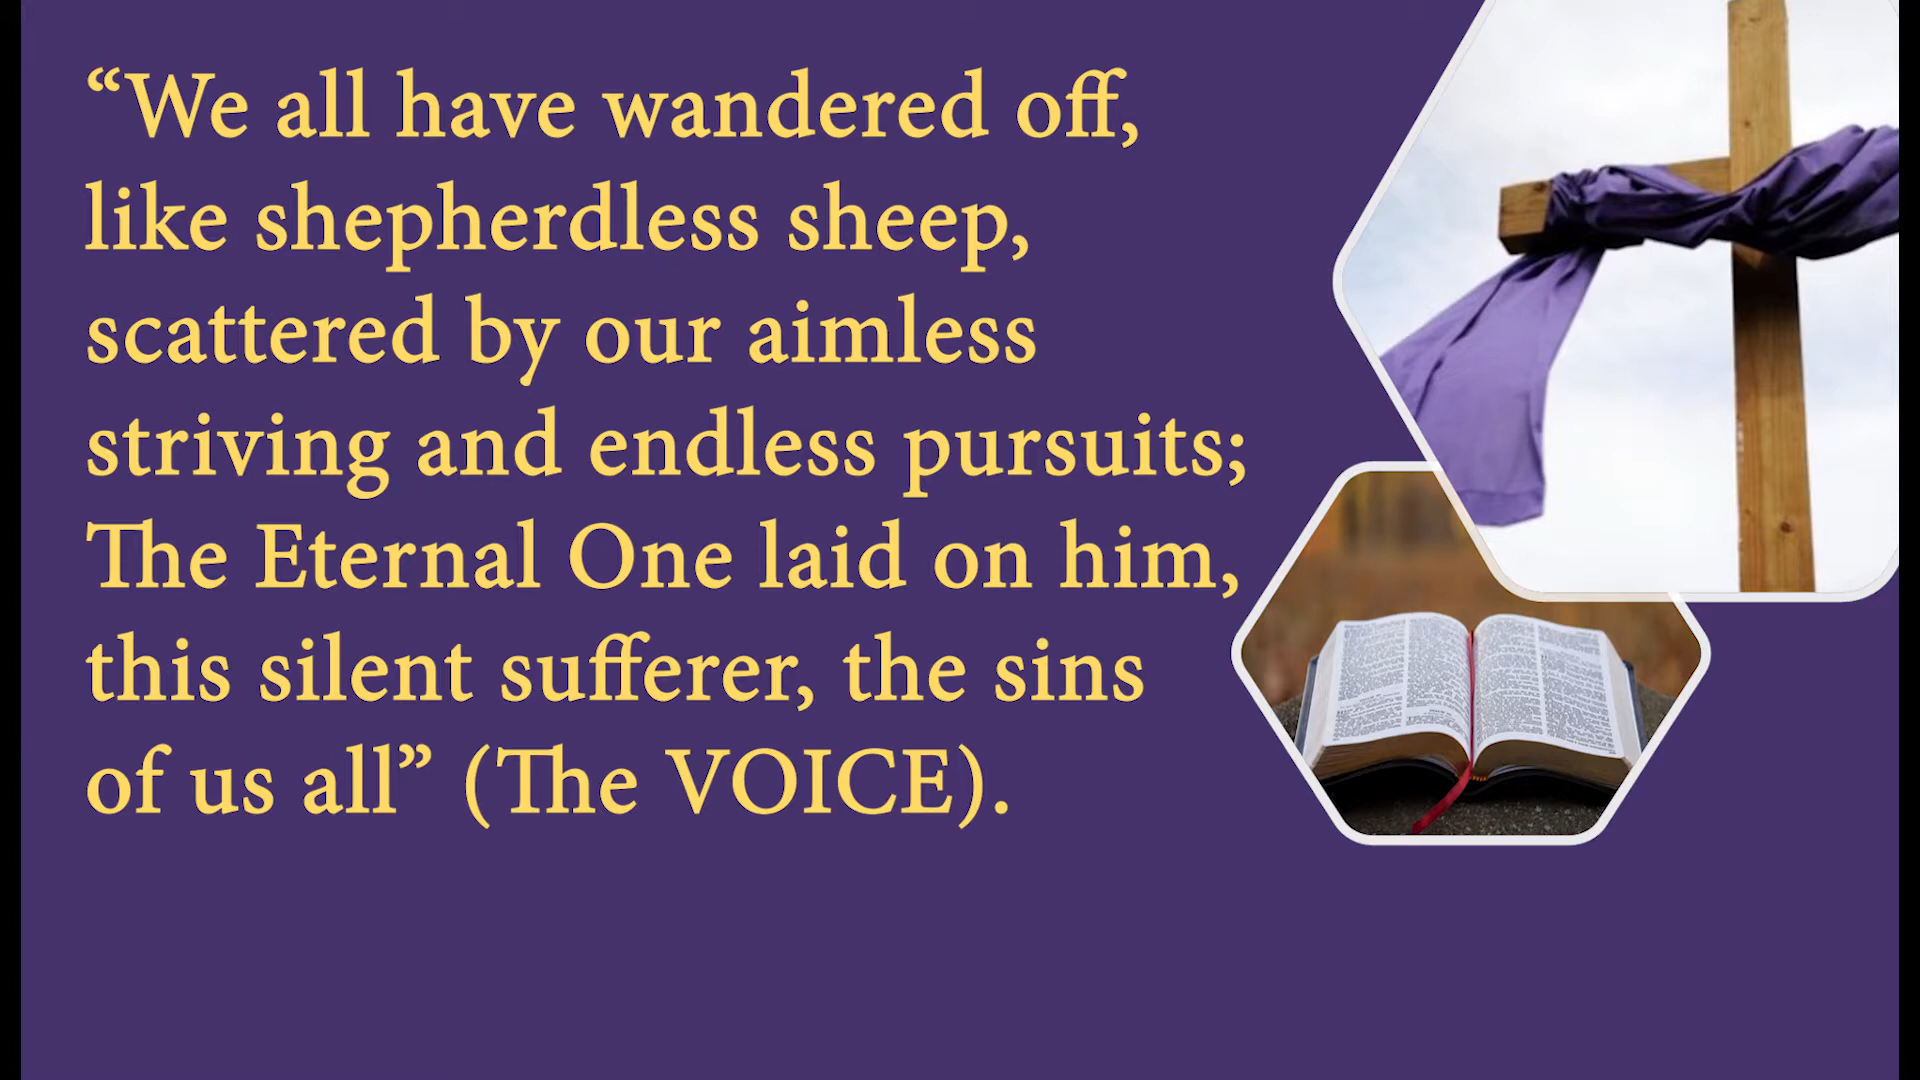 “We all have wandered off,
like shepherdless sheep,
scattered by our aimless
striving and endless pursuits;
The Eternal One laid on him,
this silent sufferer, the sins
of us all” (The VOICE).